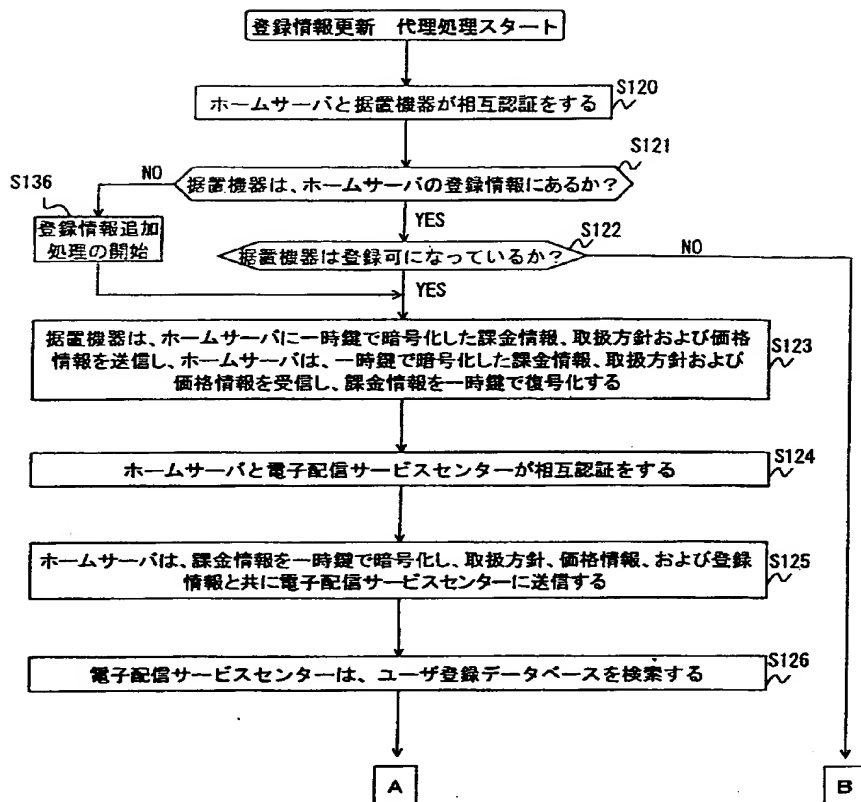 登録情報更新　代理処理スタート
S120
ホームサーバと据置機器が相互認証をする
S121
据置機器は、ホームサーバの登録情報にあるか？
NO
S136
登録情報追加
処理の開始
YES
S122
据置機器は登録可になっているか？
NO
YES
据置機器は、ホームサーバに一時鍵で暗号化した課金情報、取扱方針および価格
情報を送信し、ホームサーバは、一時鍵で暗号化した課金情報、取扱方針および
価格情報を受信し、課金情報を一時鍵で復号化する
S123
ホームサーバと電子配信サービスセンターが相互認証をする
S124
ホームサーバは、課金情報を一時鍵で暗号化し、取扱方針、価格情報、および登録
情報と共に電子配信サービスセンターに送信する
S125
電子配信サービスセンターは、ユーザ登録データベースを検索する
S126
A
B